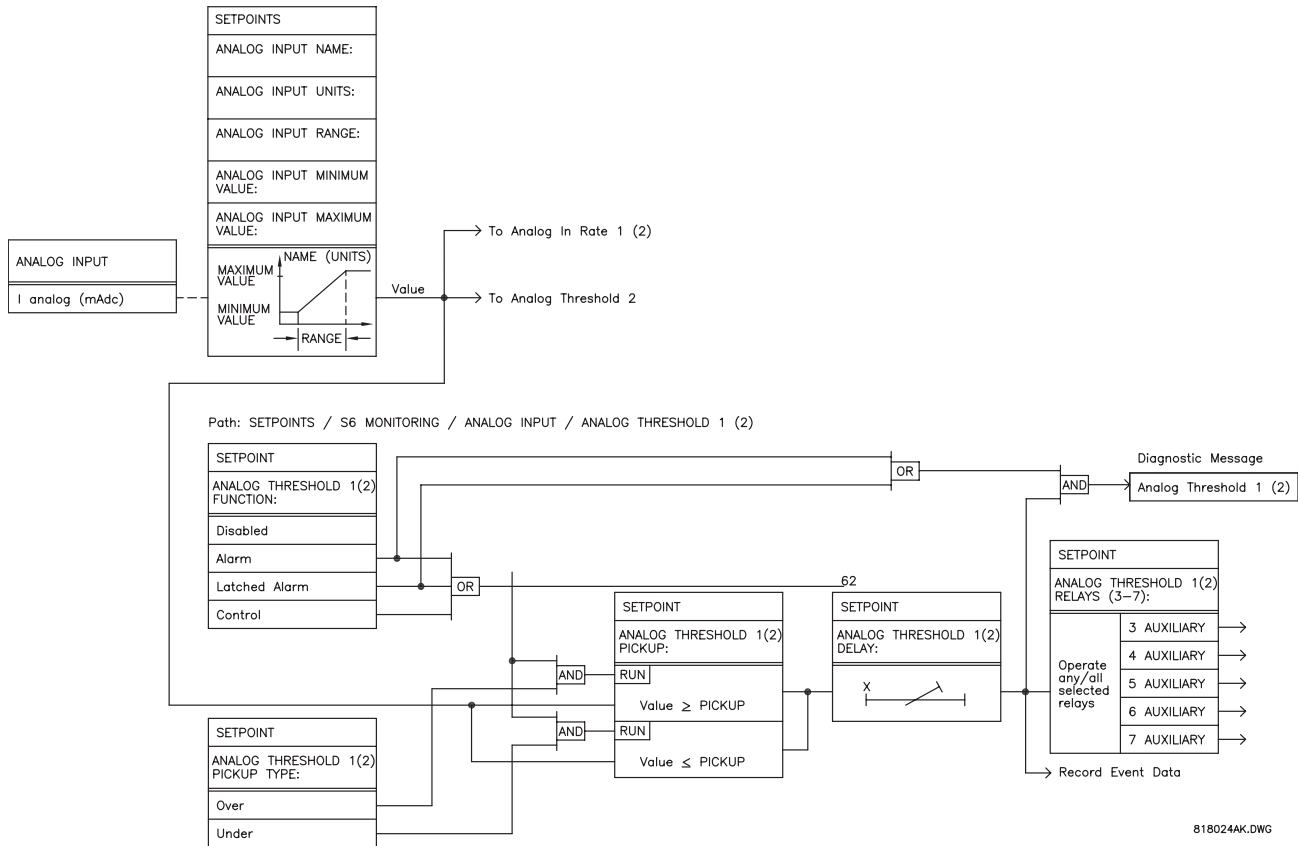 SETPOINTS
ANALOG INPUT NAME:
ANALOG INPUT UNITS:
ANALOG INPUT RANGE:
ANALOG INPUT MINIMUM
VALUE:
ANALOG INPUT MAXIMUM
VALUE:
NAME (UNITS)
MAXIMUM
VALUE
MINIMUM
VALUE
RANGE
ANALOG INPUT
I analog (mAdc)
Value
To Analog In Rate 1 (2)
To Analog Threshold 2
Path: SETPOINTS / S6 MONITORING / ANALOG INPUT / ANALOG THRESHOLD 1 (2)
SETPOINT
ANALOG THRESHOLD 1(2)
FUNCTION:
Disabled
Alarm
Latched Alarm
Control
OR
OR
AND
Diagnostic Message
Analog Threshold 1 (2)
62
SETPOINT
ANALOG THRESHOLD 1(2)
PICKUP TYPE:
Over
Under
AND
AND
SETPOINT
ANALOG THRESHOLD 1(2)
PICKUP:
RUN
Value ≥ PICKUP
RUN
Value ≤ PICKUP
SETPOINT
ANALOG THRESHOLD 1(2)
DELAY:
X
SETPOINT
ANALOG THRESHOLD 1(2)
RELAYS (3-7):
Operate
any/all
selected
relays
3 AUXILIARY
4 AUXILIARY
5 AUXILIARY
6 AUXILIARY
7 AUXILIARY
Record Event Data
818024AK.DWG